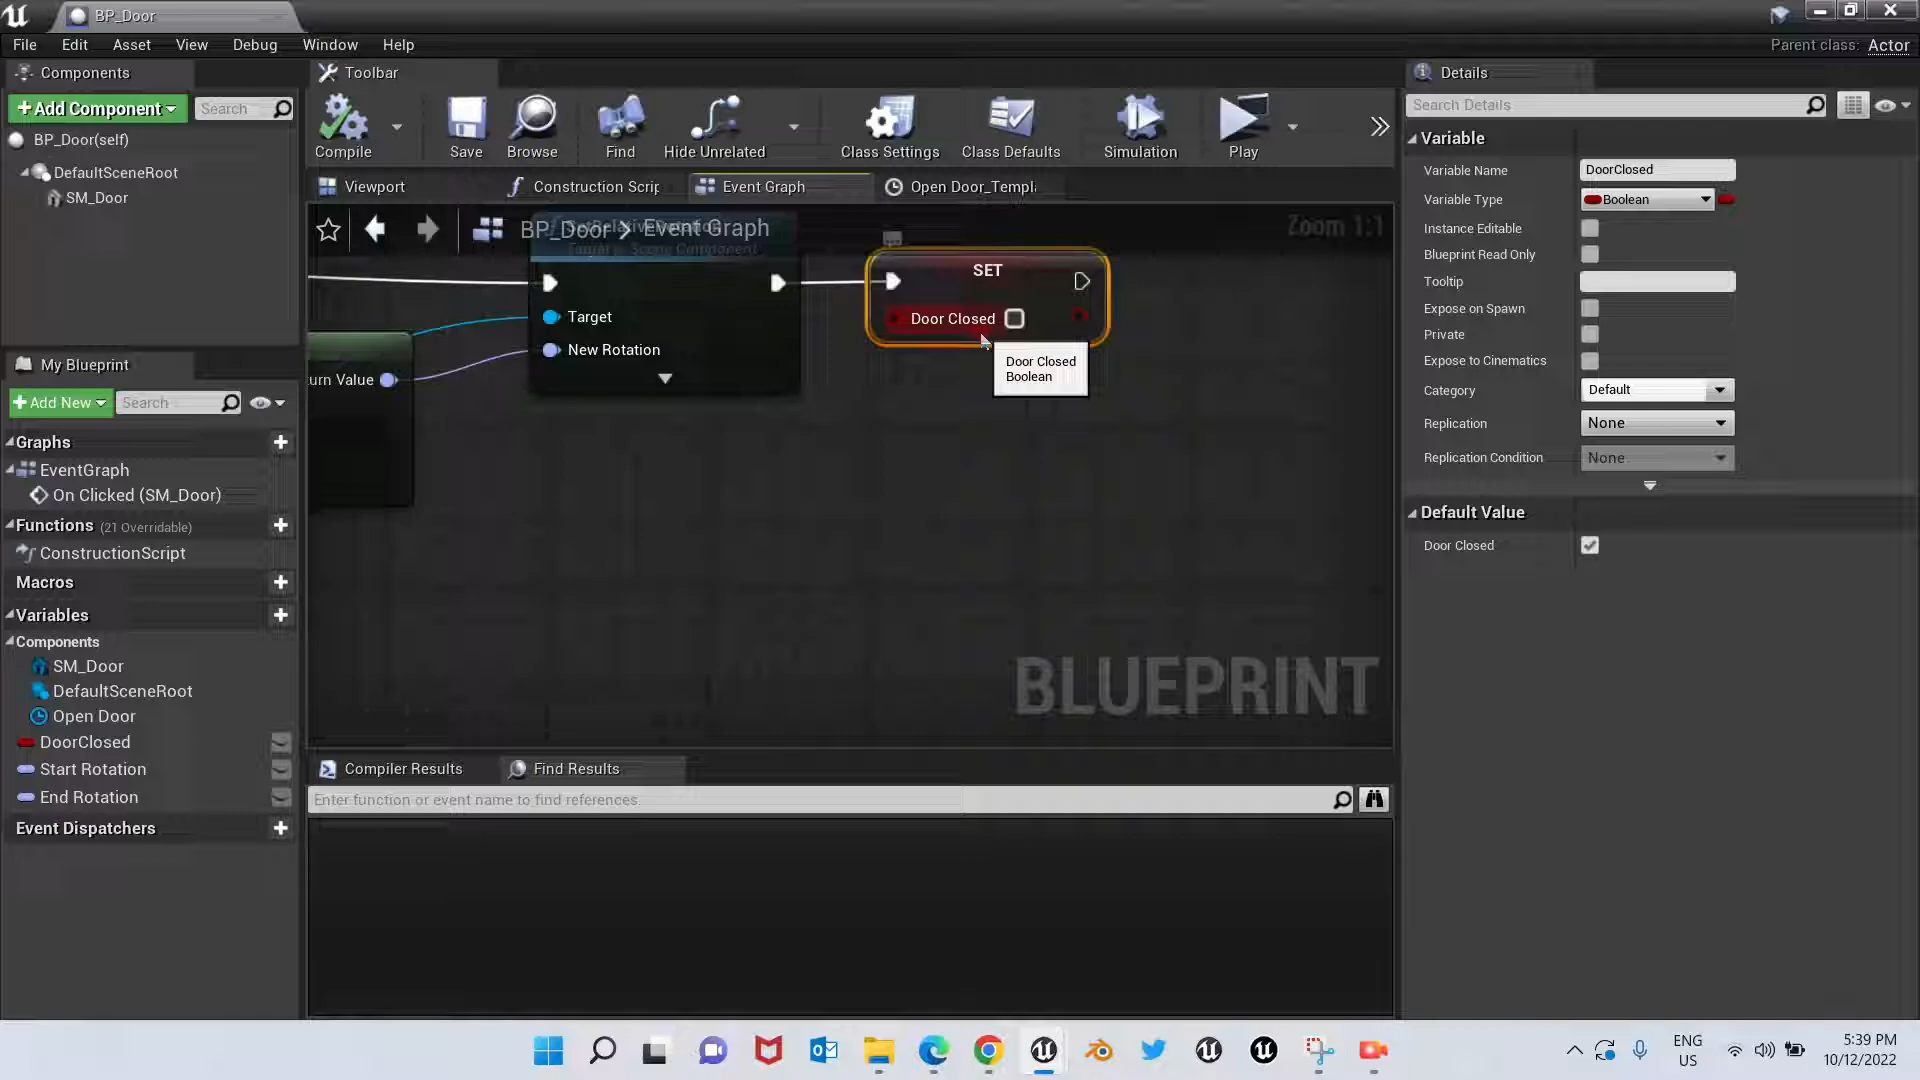 BP_Door
File Edit Asset View Debug Window Help
Parent class: Actor
Components
Toolbar
Details
Add Component
Search
Search Details
BP_Door(self)
DefaultSceneRoot
SM_Door
Compile
Save
Browse
Find
Hide Unrelated
Class Settings
Class Defaults
Simulation
Play
Variable
Variable Name
DoorClosed
Variable Type
Boolean
Instance Editable
Blueprint Read Only
Tooltip
Expose on Spawn
Private
Expose to Cinematics
Category
Default
Replication
None
Replication Condition
None
Default Value
Door Closed
Viewport
Construction Scrip
Event Graph
Open Door_Templ
BP_Door > Event Graph
Zoom 1:1
SetRelativeRotation
Target is Scene Component
Target
New Rotation
urn Value
SET
Door Closed
Door Closed
Boolean
BLUEPRINT
My Blueprint
Add New
Search
Graphs
EventGraph
On Clicked (SM_Door)
Functions (21 Overridable)
ConstructionScript
Macros
Variables
Components
SM_Door
DefaultSceneRoot
Open Door
DoorClosed
Start Rotation
End Rotation
Event Dispatchers
Compiler Results
Find Results
Enter function or event name to find references.
ENG
US
5:39 PM
10/12/2022